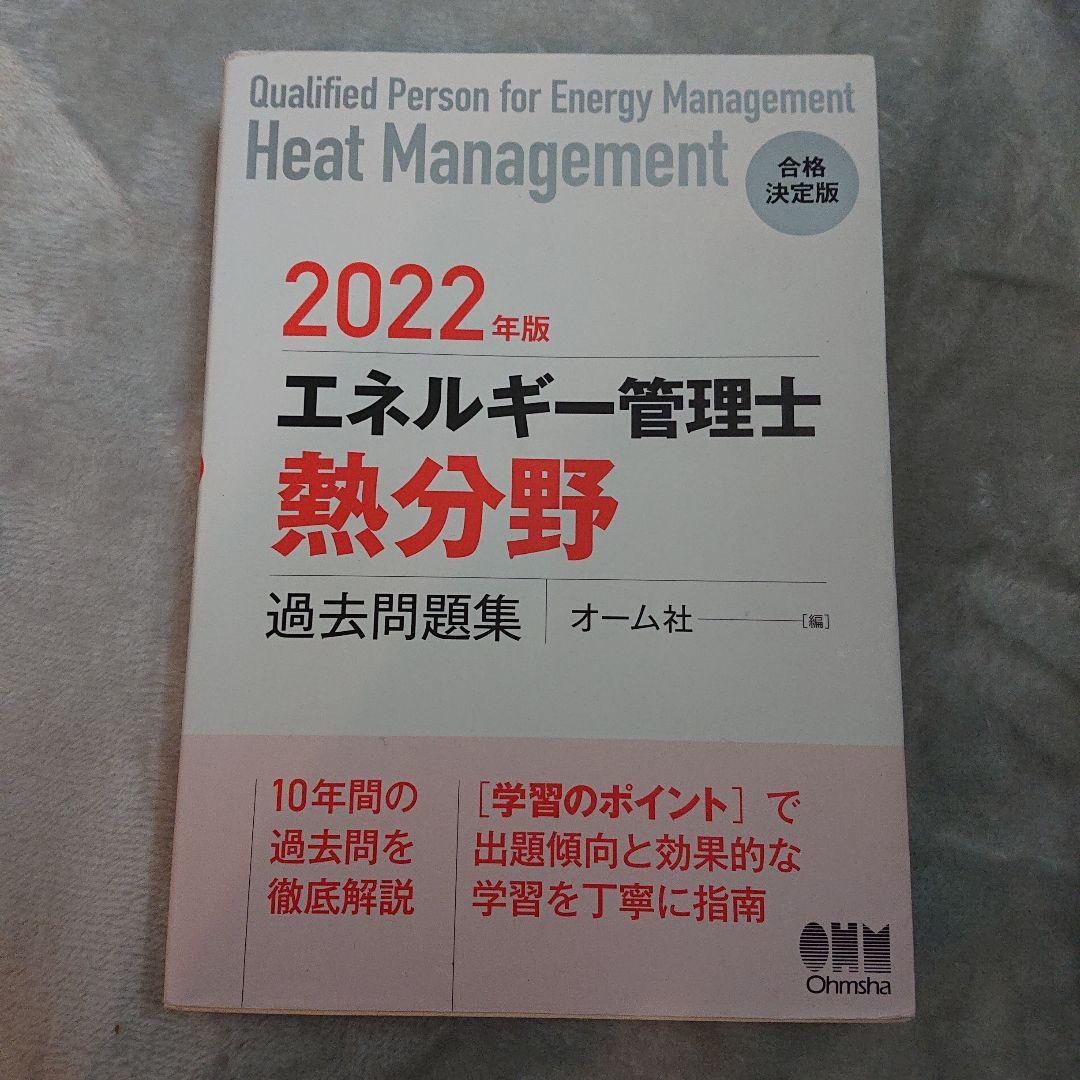 Qualified Person for Energy Management
Heat Management
合格
決定版
2022年版
エネルギー管理士
熱分野
過去問題集
オーム社
[編]
10年間の
過去問を
徹底解説
[学習のポイント]で
出題傾向と効果的な
学習を丁寧に指南
OHM
Ohmsha